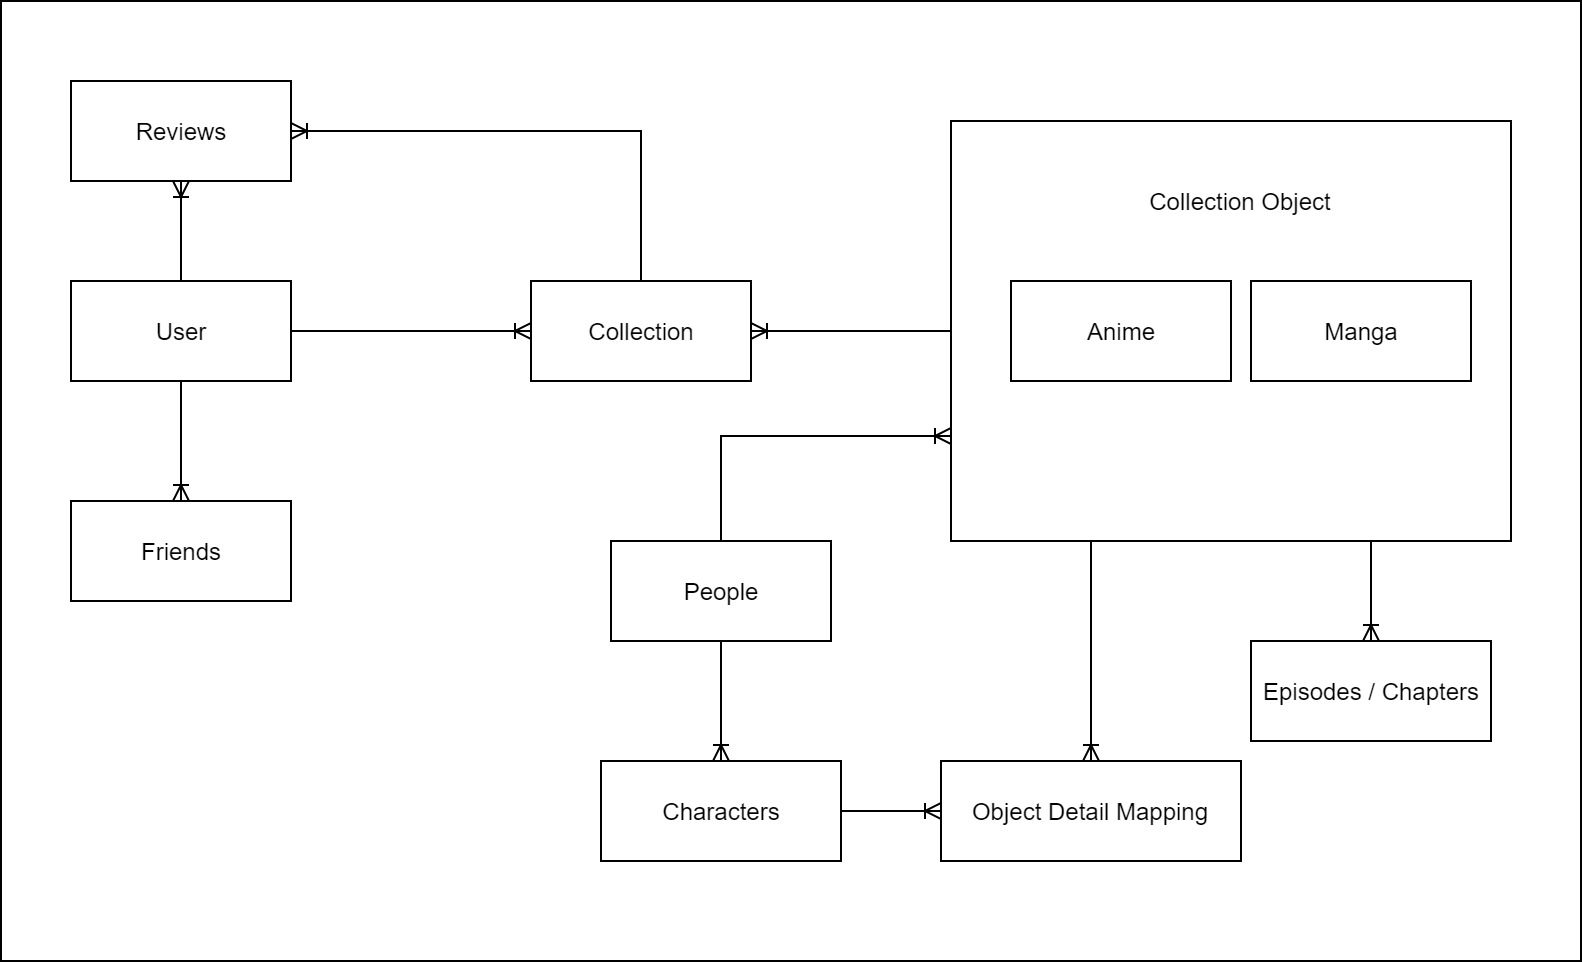 Reviews
Collection Object
User
Collection
Anime
Manga
Friends
People
Episodes / Chapters
Characters
Object Detail Mapping